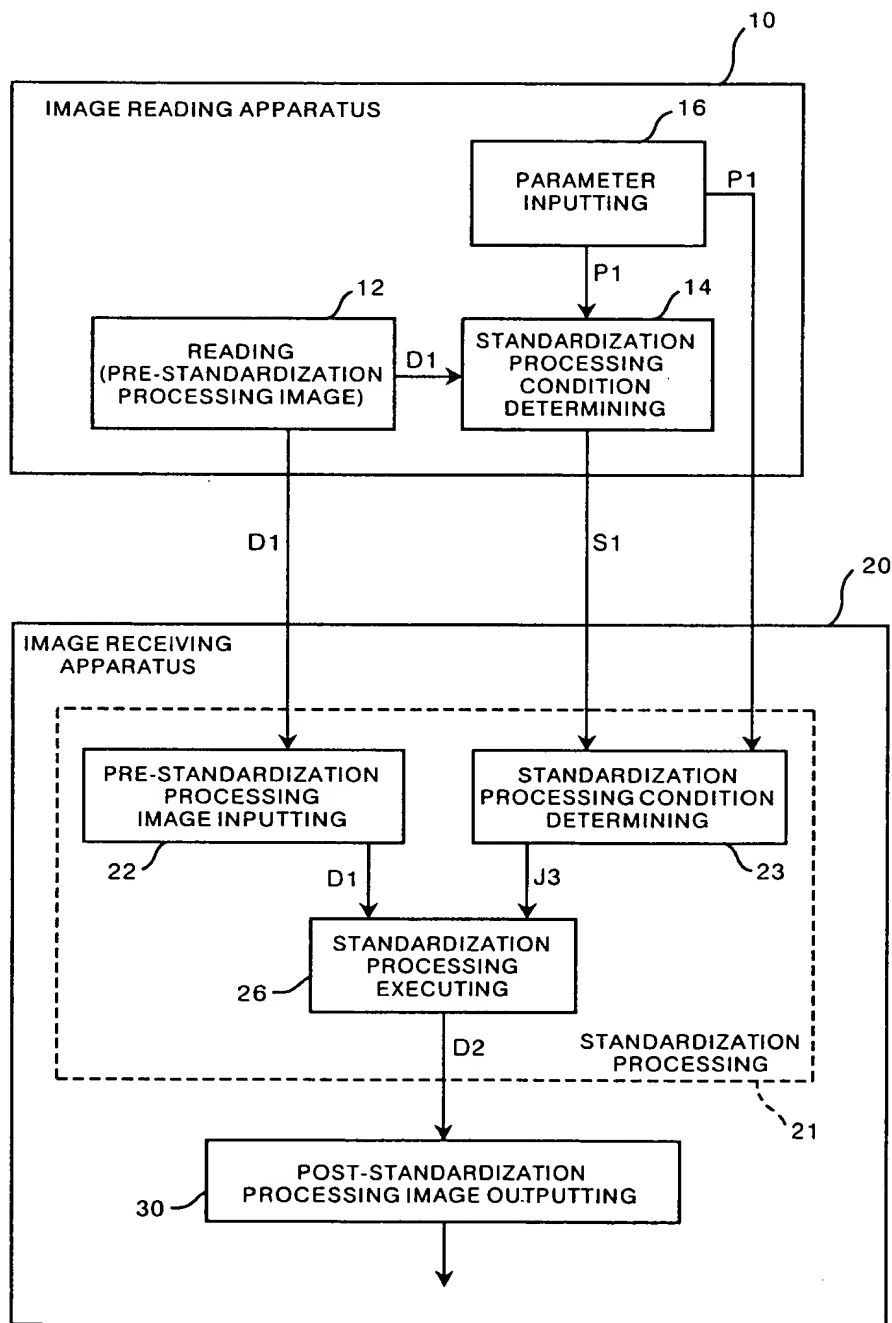 10
IMAGE READING APPARATUS
16
PARAMETER
INPUTTING
P1
P1
12
14
READING
(PRE-STANDARDIZATION
PROCESSING IMAGE)
D1
STANDARDIZATION
PROCESSING
CONDITION
DETERMINING
D1
S1
20
IMAGE RECEIVING
APPARATUS
PRE-STANDARDIZATION
PROCESSING
IMAGE INPUTTING
STANDARDIZATION
PROCESSING CONDITION
DETERMINING
22
D1
J3
23
STANDARDIZATION
PROCESSING
EXECUTING
26
D2
STANDARDIZATION
PROCESSING
21
POST-STANDARDIZATION
PROCESSING IMAGE OUTPUTTING
30